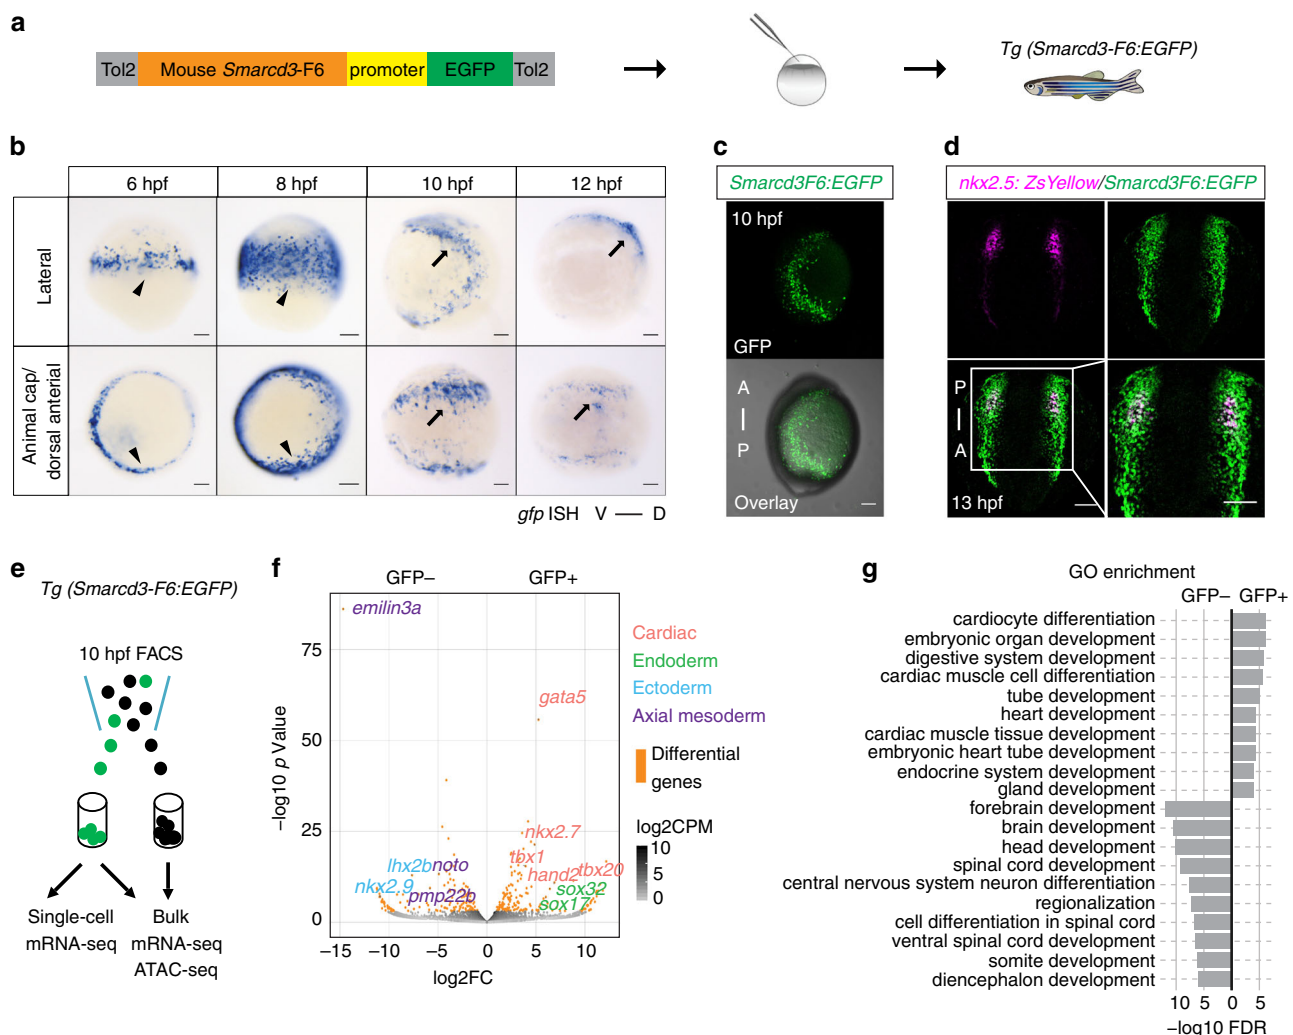 a
Tol2 Mouse Smarcd3-F6 promoter EGFP Tol2
Tg (Smarcd3-F6:EGFP)
b
6 hpf 8 hpf 10 hpf 12 hpf
Lateral
Animal cap/
dorsal anterial
gfp ISH V — D
c
Smarcd3F6:EGFP
10 hpf
GFP
A
P
Overlay
d
nkx2.5: ZsYellow/Smarcd3F6:EGFP
P
A
13 hpf
e
Tg (Smarcd3-F6:EGFP)
10 hpf FACS
Single-cell
mRNA-seq
Bulk
mRNA-seq
ATAC-seq
f
GFP− GFP+
emilin3a
gata5
nkx2.7
tbx1
hand2
tbx20
lhx2b
noto
nkx2.9
pmp22b
sox32
sox17
75
50
25
0
−log10 p Value
−15 −10 −5 0 5 10
log2FC
Cardiac
Endoderm
Ectoderm
Axial mesoderm
Differential
genes
log2CPM
10
5
0
g
GO enrichment
GFP− GFP+
cardiocyte differentiation
embryonic organ development
digestive system development
cardiac muscle cell differentiation
tube development
heart development
cardiac muscle tissue development
embryonic heart tube development
endocrine system development
gland development
forebrain development
brain development
head development
spinal cord development
central nervous system neuron differentiation
regionalization
cell differentiation in spinal cord
ventral spinal cord development
somite development
diencephalon development
10 5 0 5
−log10 FDR